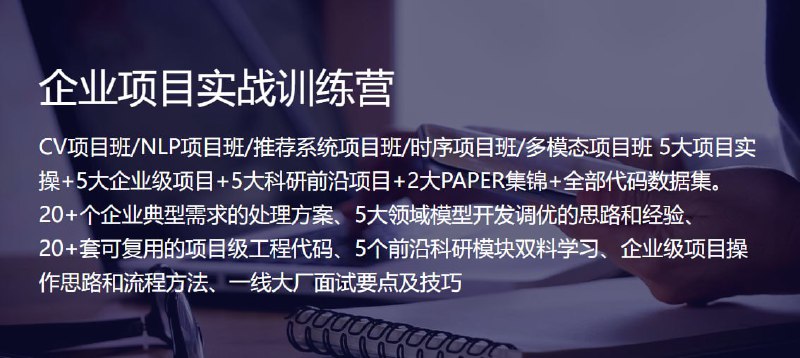 企业项目实战训练营
CV项目班/NLP项目班/推荐系统项目班/时序项目班/多模态项目班 5大项目实
操+5大企业级项目+5大科研前沿项目+2大PAPER集锦+全部代码数据集。
20+个企业典型需求的处理方案、5大领域模型开发调优的思路和经验、
20+套可复用的项目级工程代码、5个前沿科研模块双料学习、企业级项目操
作思路和流程方法、一线大厂面试要点及技巧